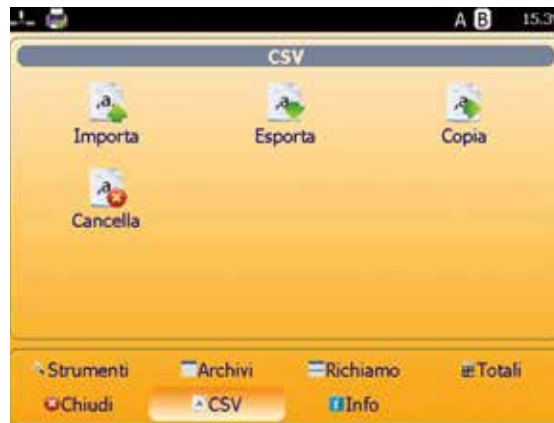 A B 15.3
CSV
Importa Esporta Copia
Cancella
Strumenti Archivi Richiamo Totali
Chiudi CSV Info